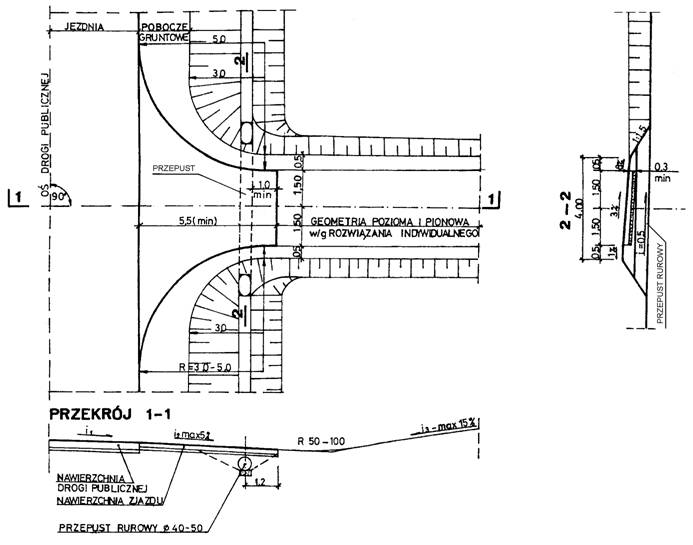 JEZDNIA
POBOCZE
GRUNTOWE
5,0
2
3,0
OŚ DROGI PUBLICZNEJ
90°
PRZEPUST
1,0
min
0,5
1,50
1
1
5,5 (min)
GEOMETRIA POZIOMA I PIONOWA
w/g ROZWIĄZANIA INDYWIDUALNEGO
1,50
0,5
2
3,0
R=3,0-5,0
2-2
4,00
0,5
1,50
1,50
0,5
1:1,5
0,3
min
i=0,5
PRZEPUST RUROWY
PRZEKRÓJ 1-1
i₁
i₂ max 5%
R 50-100
i₃-max 15%
NAWIERZCHNIA
DROGI PUBLICZNEJ
NAWIERZCHNIA ZJAZDU
1,2
PRZEPUST RUROWY ø 40-50